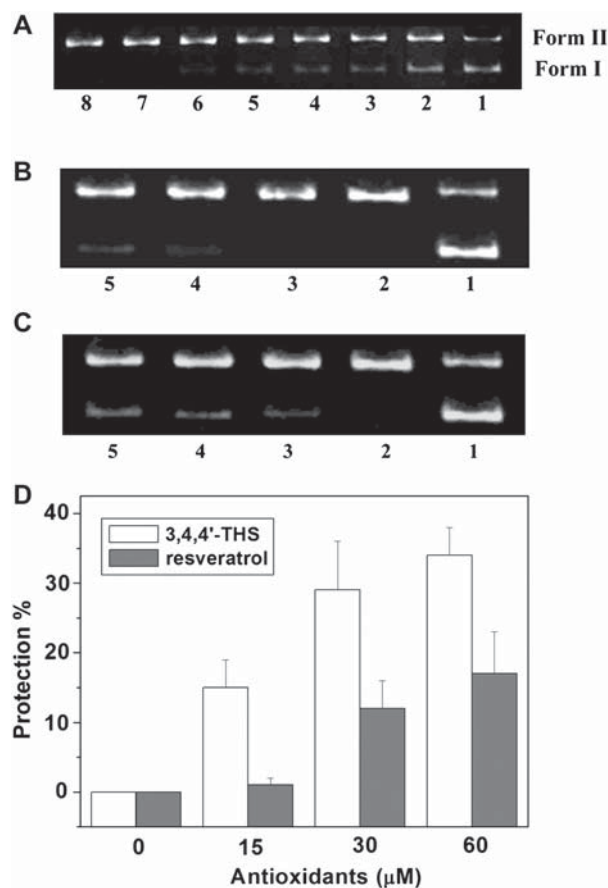 A
Form II
Form I
8 7 6 5 4 3 2 1
B
5 4 3 2 1
C
5 4 3 2 1
D
3,4,4'-THS
resveratrol
Protection %
40
30
20
10
0
0 15 30 60
Antioxidants (μM)